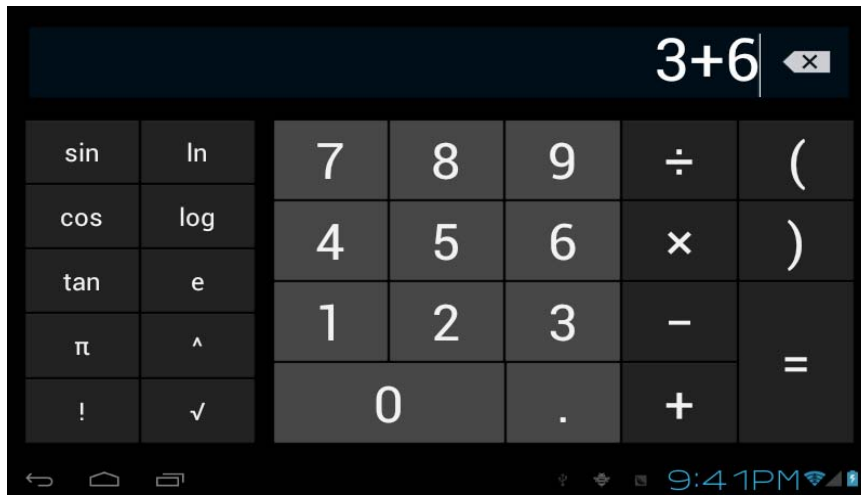 3+6
sin ln 7 8 9 ÷ (
cos log 4 5 6 × )
tan e 1 2 3 −
π ^ =
! √ 0 . +
9:41PM